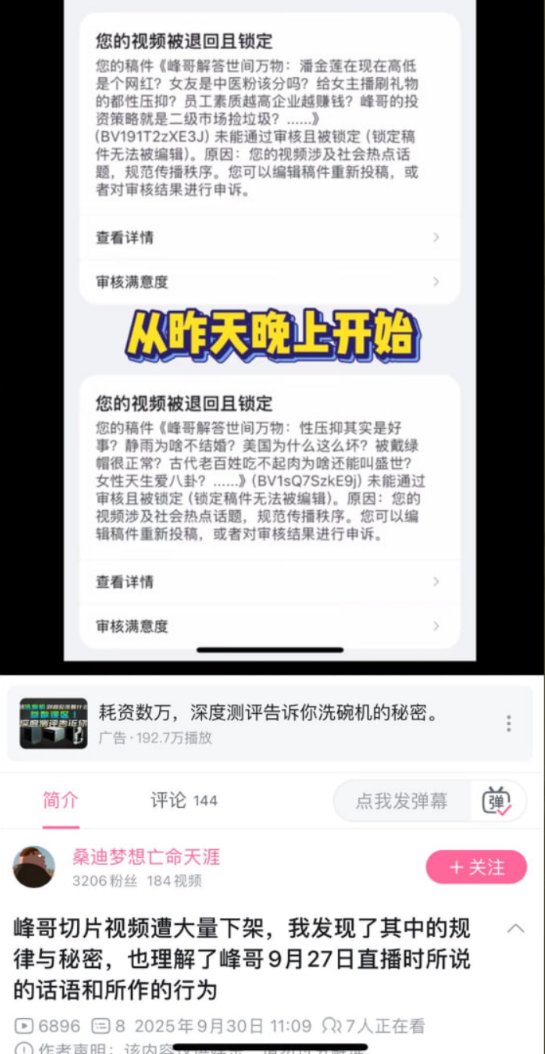 您的视频被退回且锁定
您的稿件《峰哥解答世间万物：潘金莲在现在高低
是个网红？女友是中医粉该分吗？给女主播刷礼物
的都性压抑？员工素质越高企业越赚钱？峰哥的投
资策略就是二级市场捡垃圾？......》
(BV191T2zXE3J) 未能通过审核且被锁定 (锁定稿
件无法被编辑)。原因：您的视频涉及社会热点话
题，规范传播秩序。您可以编辑稿件重新投稿，或
者对审核结果进行申诉。
查看详情
审核满意度
从昨天晚上开始
您的视频被退回且锁定
您的稿件《峰哥解答世间万物：性压抑其实是好
事？静雨为啥不结婚？美国为什么这么坏？被戴绿
帽很正常？古代老百姓吃不起肉为啥还能叫盛世？
女性天生爱八卦？......》(BV1sQ7SzkE9j) 未能通过
审核且被锁定 (锁定稿件无法被编辑)。原因：您的
视频涉及社会热点话题，规范传播秩序。您可以编
辑稿件重新投稿，或者对审核结果进行申诉。
查看详情
审核满意度
耗资数万，深度测评告诉你洗碗机的秘密。
广告·192.7万播放
简介
评论 144
点我发弹幕
弹
桑迪梦想亡命天涯
3206粉丝 184视频
+ 关注
峰哥切片视频遭大量下架，我发现了其中的规
律与秘密，也理解了峰哥9月27日直播时所说
的话语和所作的行为
6896 8 2025年9月30日 11:09 7人正在看
作者声明：该内容